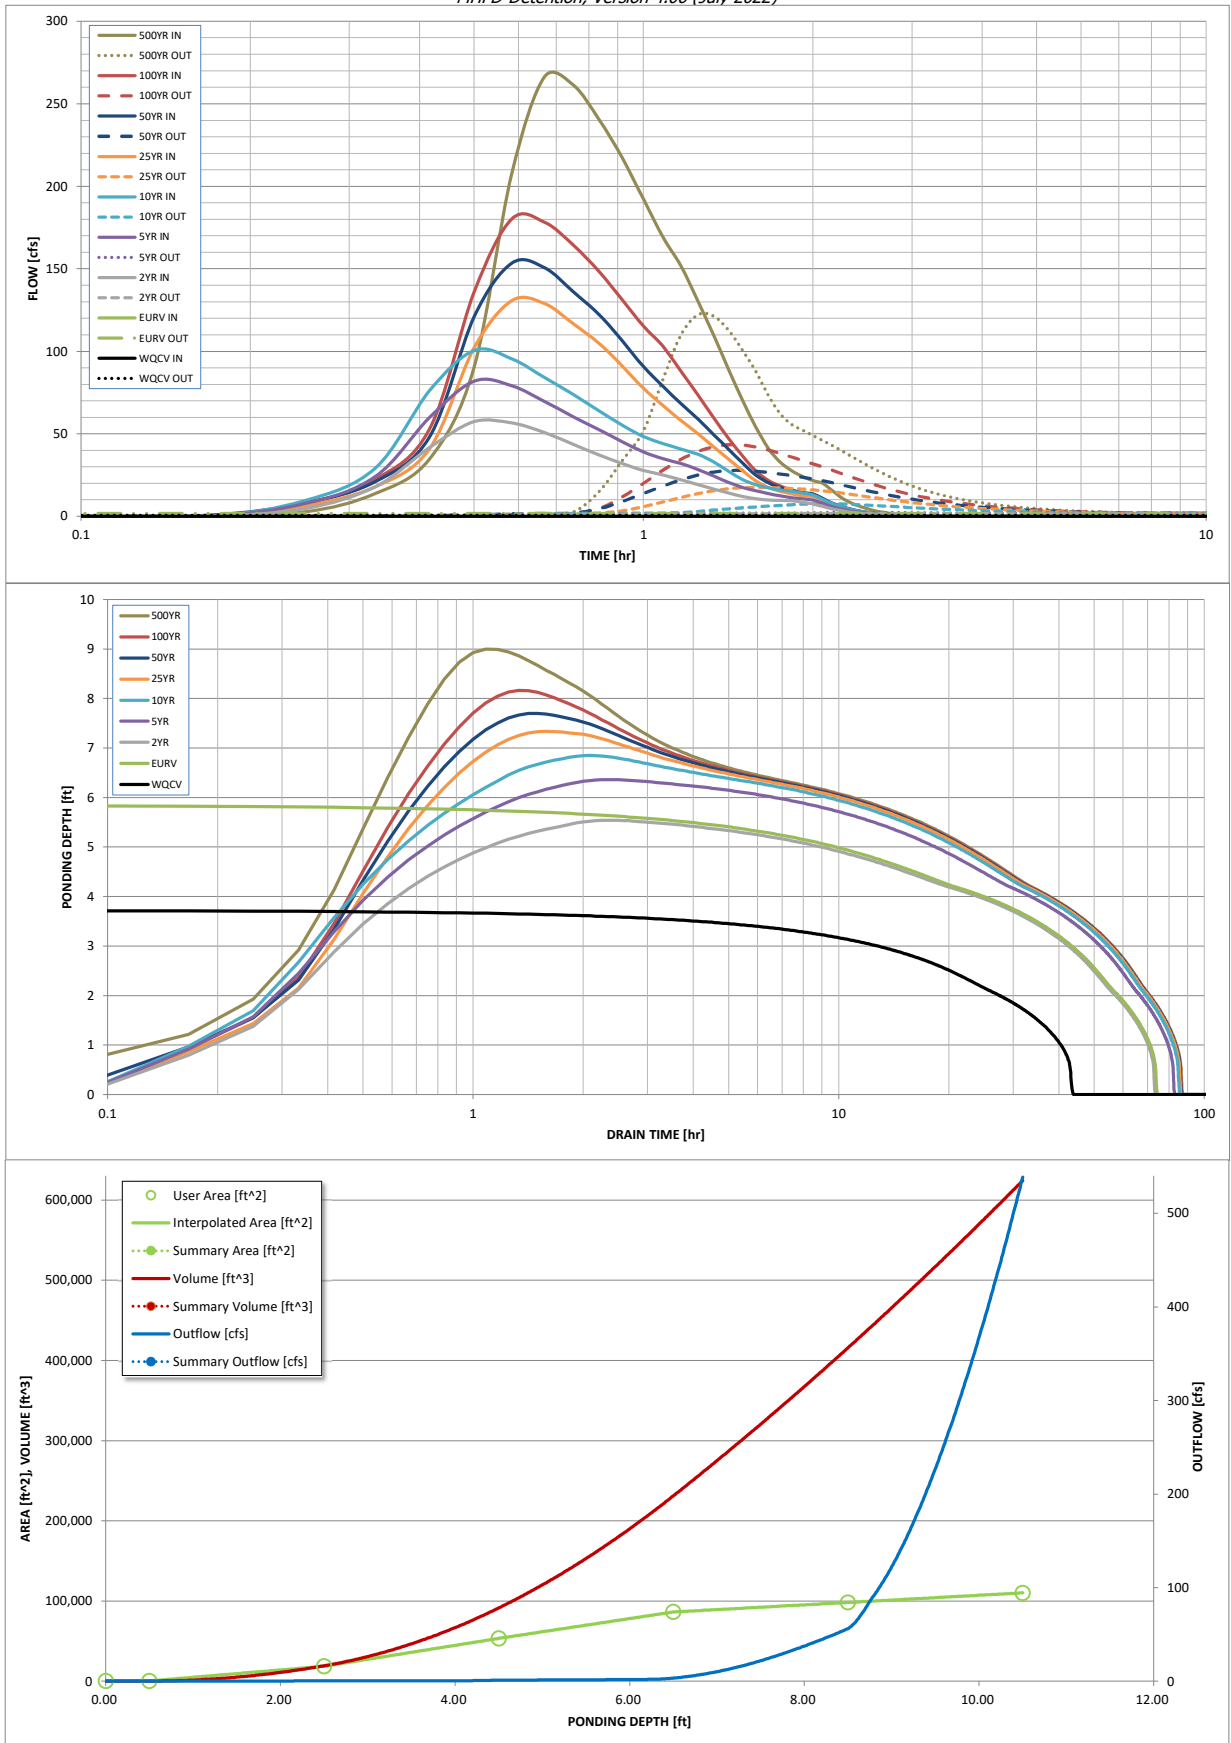 MHFD-Detention, Version 4.06 (July 2022)
300
250
200
150
100
50
0
FLOW [cfs]
500YR IN
500YR OUT
100YR IN
100YR OUT
50YR IN
50YR OUT
25YR IN
25YR OUT
10YR IN
10YR OUT
5YR IN
5YR OUT
2YR IN
2YR OUT
EURV IN
EURV OUT
WQCV IN
WQCV OUT
0.1 1 10
TIME [hr]
10
9
8
7
6
5
4
3
2
1
0
PONDING DEPTH [ft]
500YR
100YR
50YR
25YR
10YR
5YR
2YR
EURV
WQCV
0.1 1 10 100
DRAIN TIME [hr]
600,000
500,000
400,000
300,000
200,000
100,000
0
AREA [ft^2], VOLUME [ft^3]
User Area [ft^2]
Interpolated Area [ft^2]
Summary Area [ft^2]
Volume [ft^3]
Summary Volume [ft^3]
Outflow [cfs]
Summary Outflow [cfs]
500
400
300
200
100
0
OUTFLOW [cfs]
0.00 2.00 4.00 6.00 8.00 10.00 12.00
PONDING DEPTH [ft]